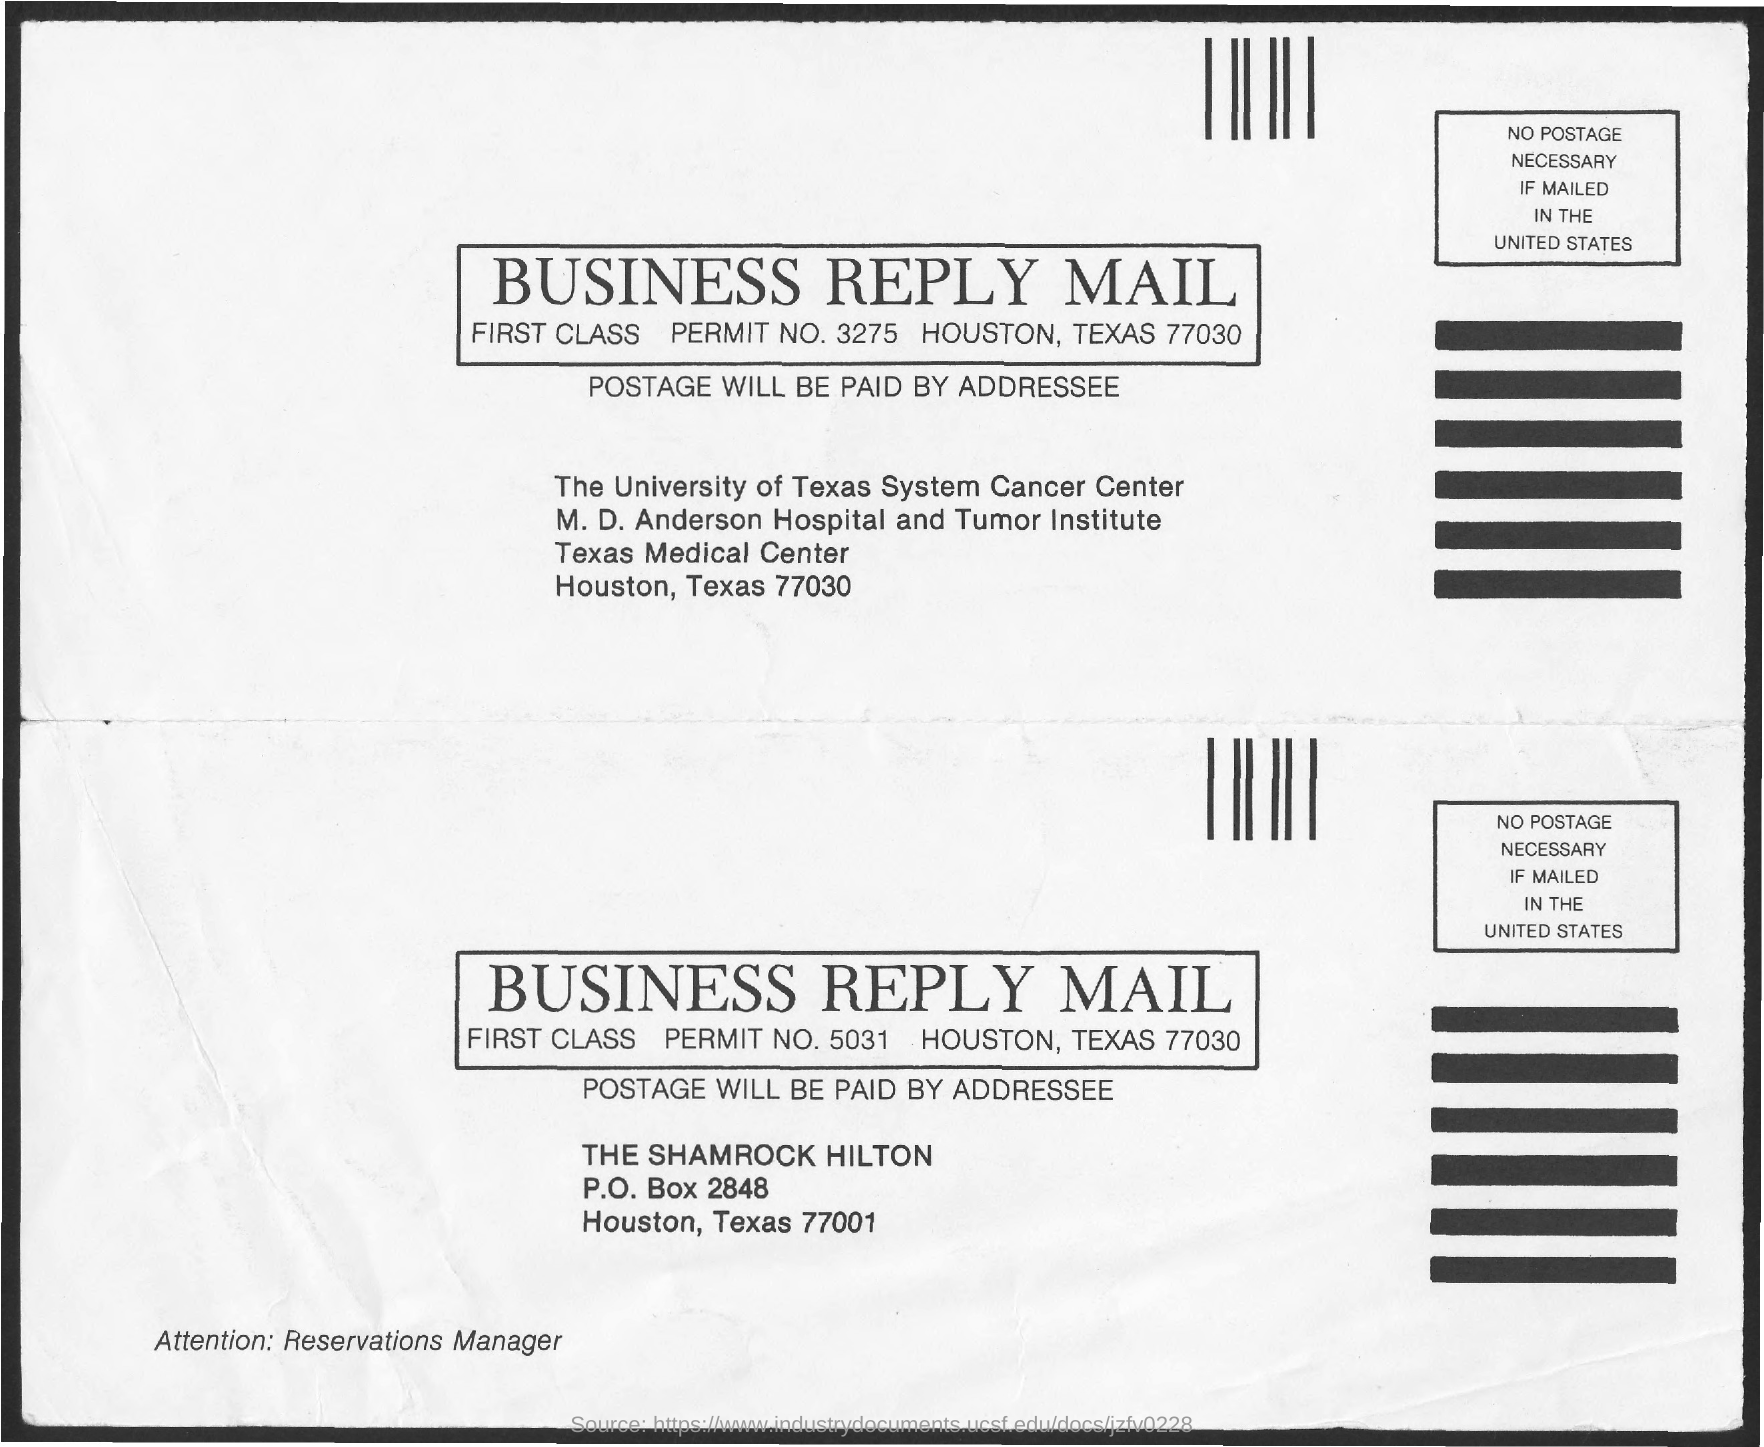 NO POSTAGE
NECESSARY
IF MAILED
IN THE
UNITED STATES
BUSINESS REPLY MAIL
FIRST CLASS PERMIT NO. 3275 HOUSTON, TEXAS 77030
POSTAGE WILL BE PAID BY ADDRESSEE
The University of Texas System Cancer Center
M. D. Anderson Hospital and Tumor Institute
Texas Medical Center
Houston, Texas 77030
NO POSTAGE
NECESSARY
IF MAILED
IN THE
UNITED STATES
BUSINESS REPLY MAIL
FIRST CLASS PERMIT NO. 5031 HOUSTON, TEXAS 77030
POSTAGE WILL BE PAID BY ADDRESSEE
THE SHAMROCK HILTON
P.O. Box 2848
Houston, Texas 77001
Attention: Reservations Manager
Source: https://www.industrydocuments.ucsf.edu/docs/jzfv0228